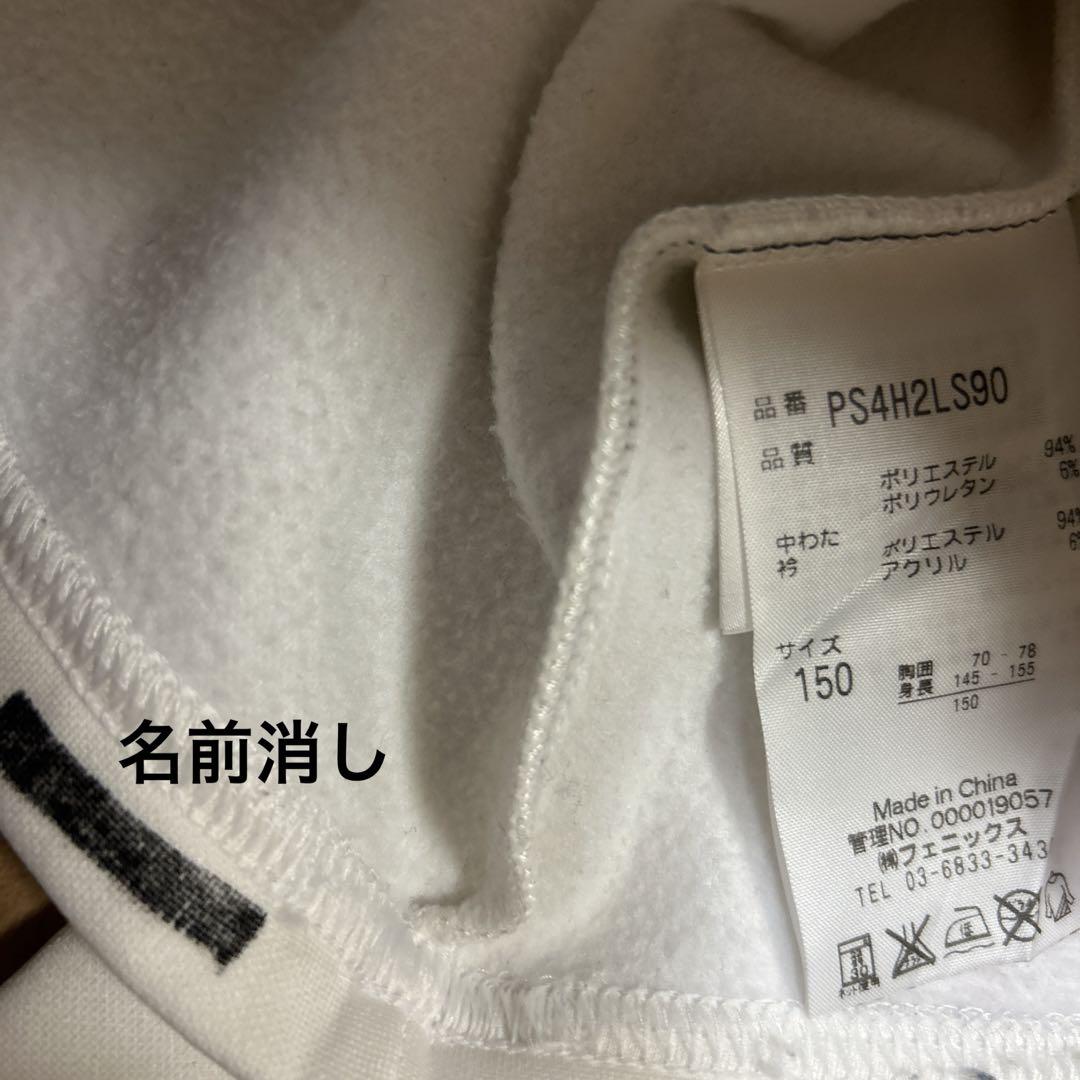 品番 PS4H2LS90
品質
ポリエステル 94%
ポリウレタン 6%
中わた ポリエステル 94%
衿 アクリル 6%
サイズ
150
胸囲 70 - 78
身長 145 - 155
150
Made in China
管理NO.000019057
㈱フェニックス
TEL 03-6833-343
名前消し